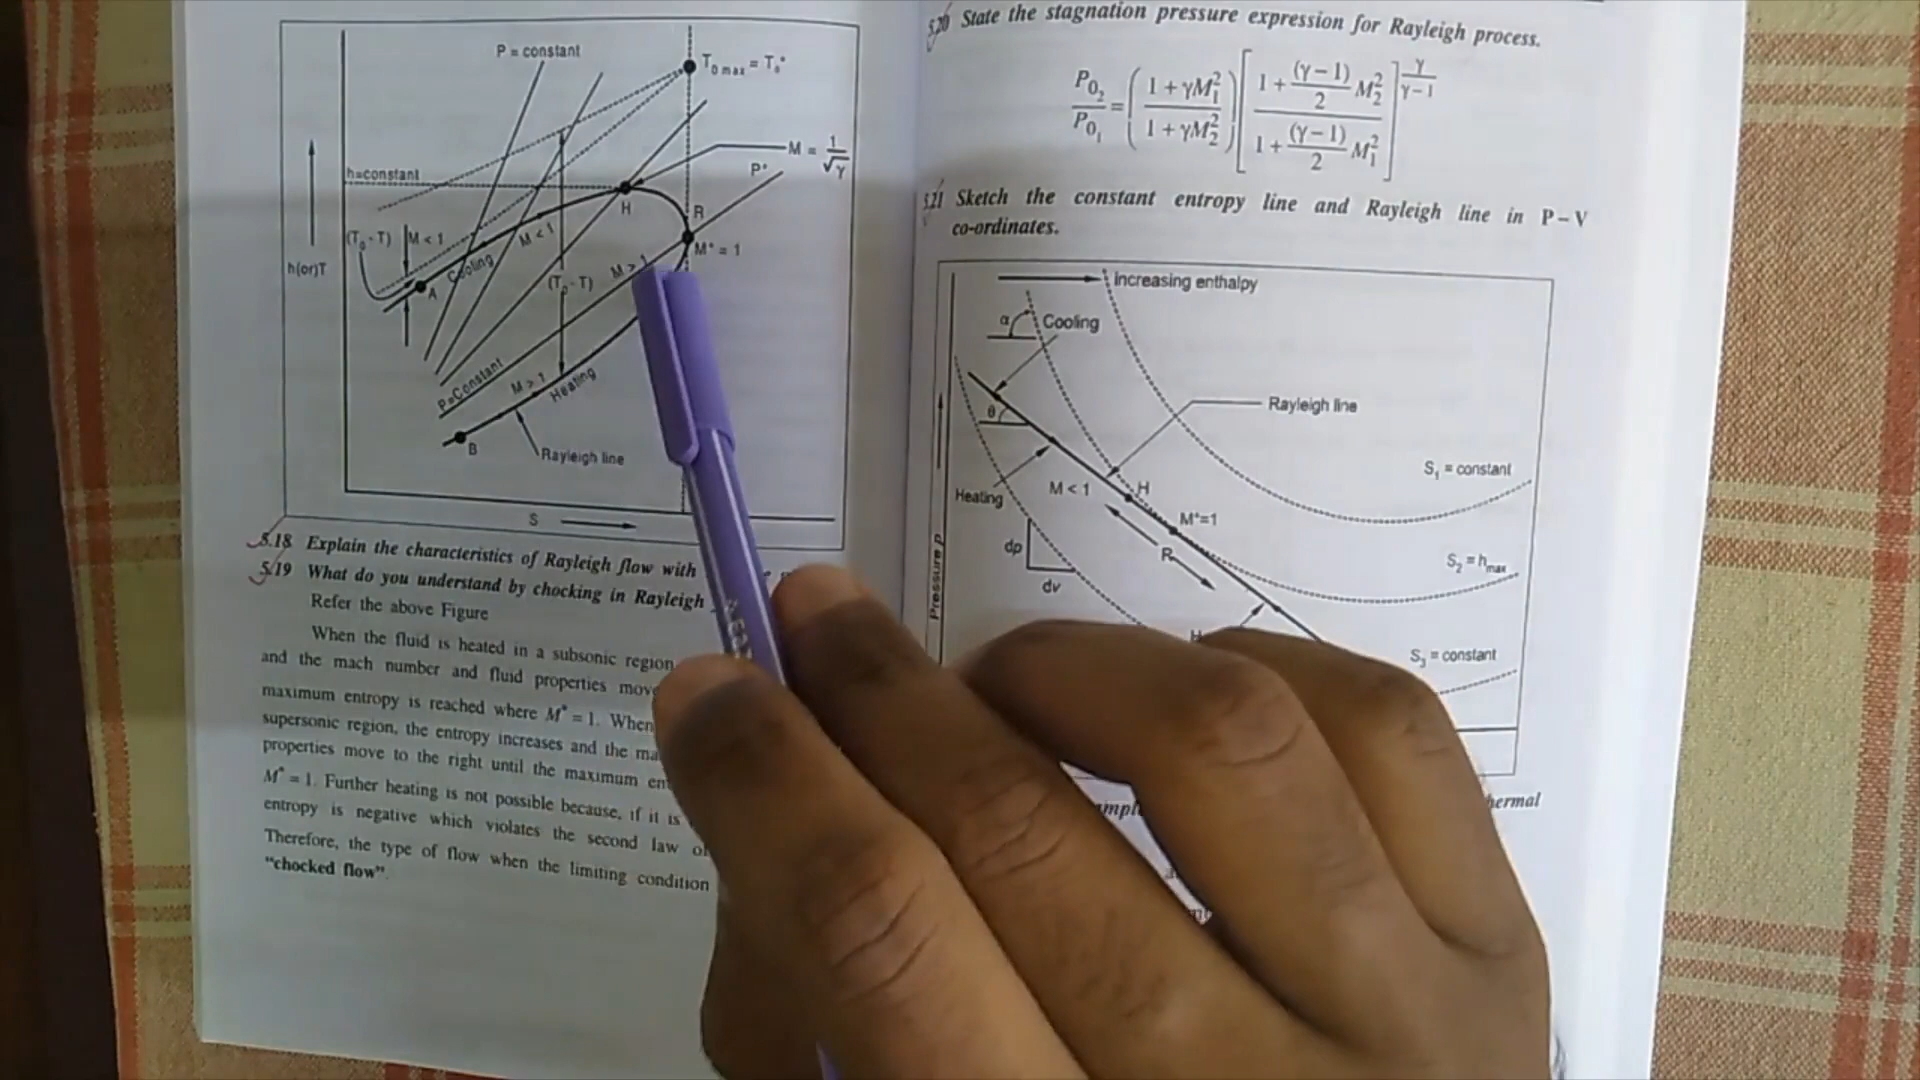 P = constant
T0 max = T0*
M = 1/√γ
P*
h=constant
H
R
(T0 - T)
M < 1
M < 1
Cooling
A
h(or)T
M* = 1
M > 1
(T0 - T)
P=Constant
M > 1
Heating
B
Rayleigh line
S
5.18 Explain the characteristics of Rayleigh flow with
5.19 What do you understand by chocking in Rayleigh
Refer the above Figure
When the fluid is heated in a subsonic region
and the mach number and fluid properties move
maximum entropy is reached where M* = 1. When
supersonic region, the entropy increases and the
properties move to the right until the maximum
M* = 1. Further heating is not possible because, if it is
entropy is negative which violates the second law
Therefore, the type of flow when the limiting condition
"chocked flow".
5.20 State the stagnation pressure expression for Rayleigh process.
P02/P01 = ( (1 + γM1²) / (1 + γM2²) ) [ (1 + (γ – 1)/2 M2²) / (1 + (γ – 1)/2 M1²) ]^(γ/(γ – 1))
5.21 Sketch the constant entropy line and Rayleigh line in P – V
co-ordinates.
Increasing enthalpy
α
Cooling
Rayleigh line
θ
S1 = constant
Heating
M < 1
H
M*=1
R
S2 = hmax
dp
dv
Pressure p
S3 = constant